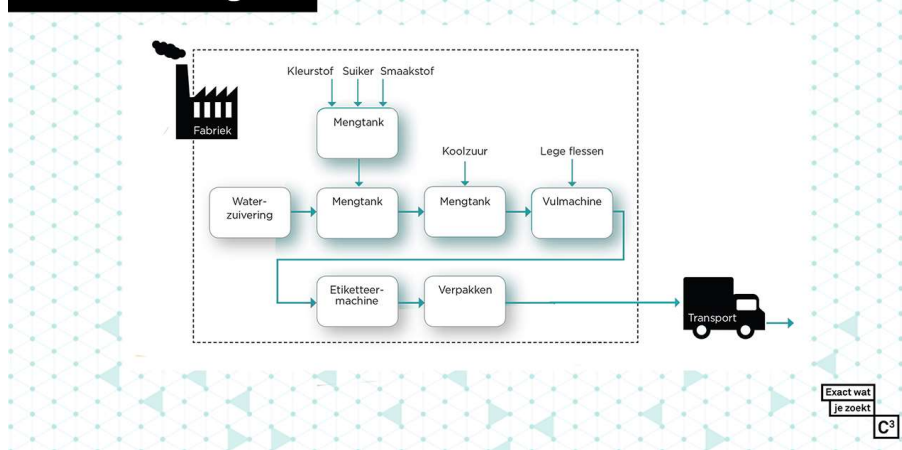 Kleurstof Suiker Smaakstof
Fabriek
Mengtank
Koolzuur
Lege flessen
Water-
zuivering
Mengtank
Mengtank
Vulmachine
Etiketteer-
machine
Verpakken
Transport
Exact wat
je zoekt
C³